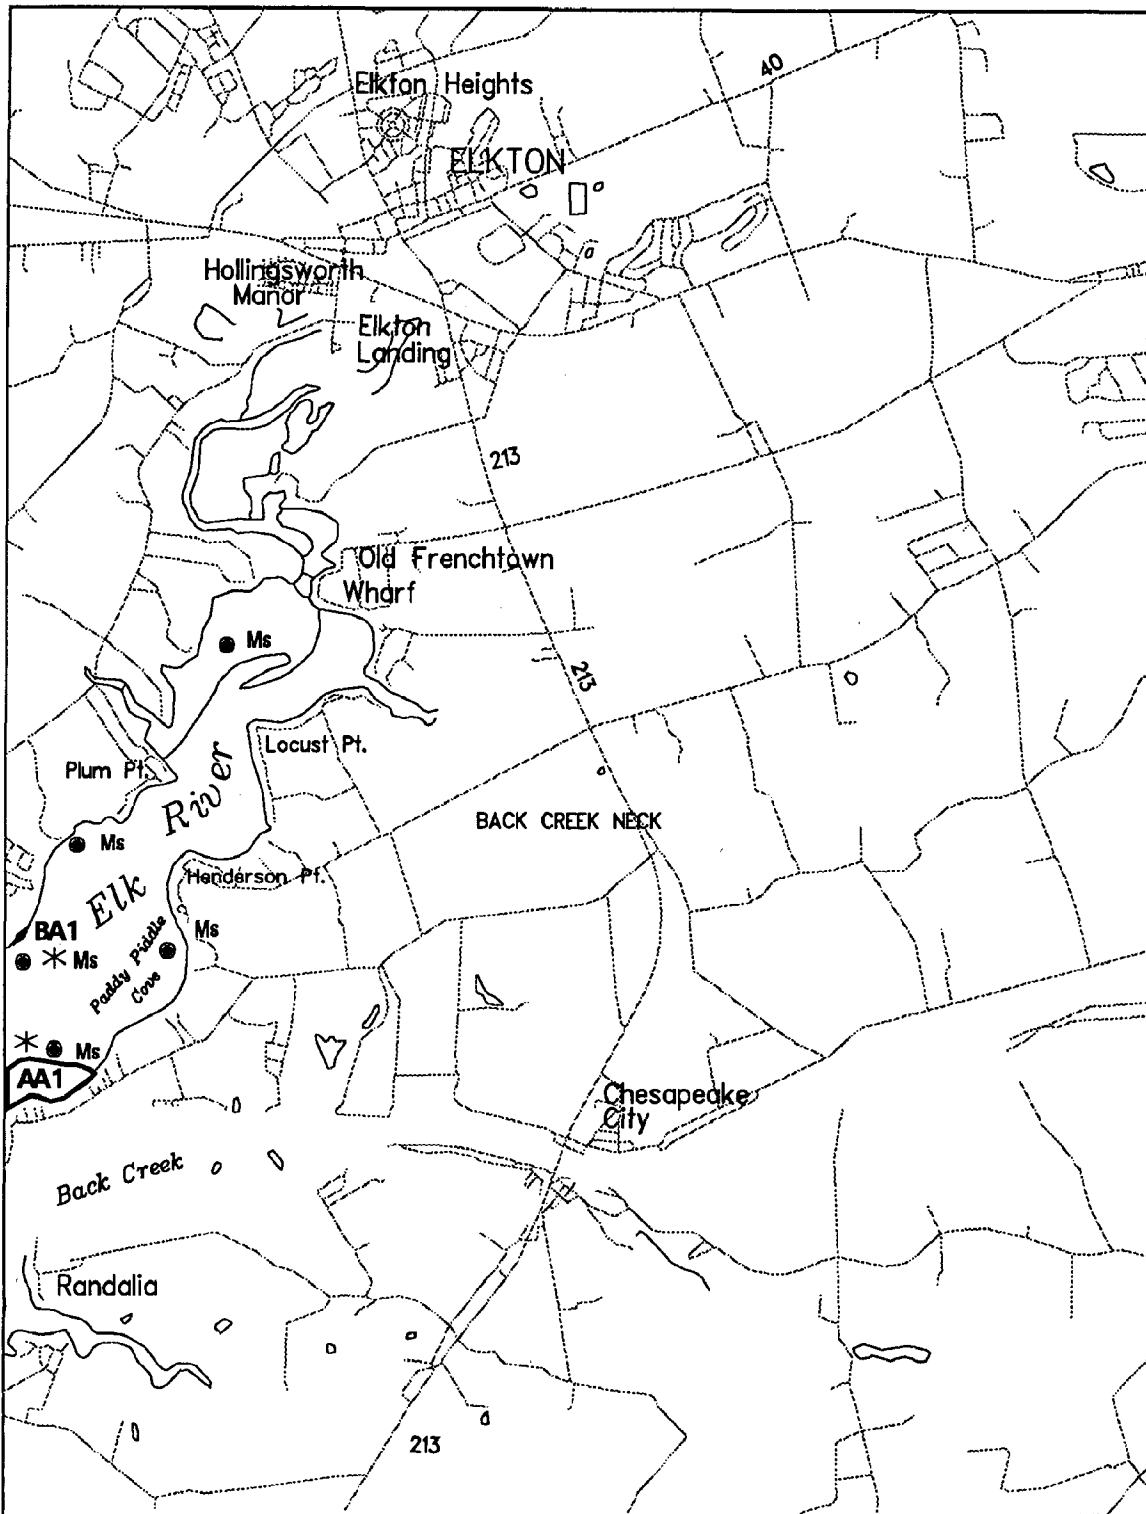 40
Elkton Heights
ELKTON
Hollingsworth
Manor
Elkton
Landing
213
Old Frenchtown
Wharf
Ms
213
Locust Pt.
Plum Pt.
River
BACK CREEK NECK
Ms
Henderson Pt.
Elk
BA1
Ms
Ms
Paddy Piddle
Cove
Ms
AA1
Chesapeake
City
Back Creek
Randalia
213